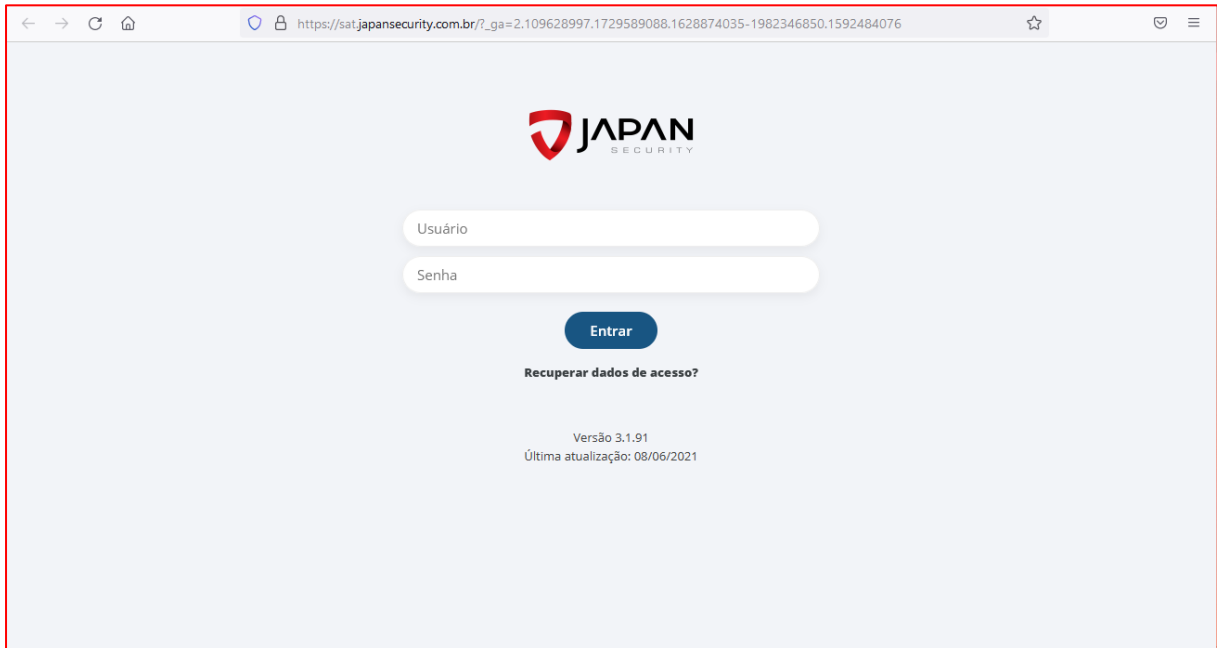 https://sat.japansecurity.com.br/?_ga=2.109628997.1729589088.1628874035-1982346850.1592484076
JAPAN
SECURITY
Usuário
Senha
Entrar
Recuperar dados de acesso?
Versão 3.1.91
Última atualização: 08/06/2021